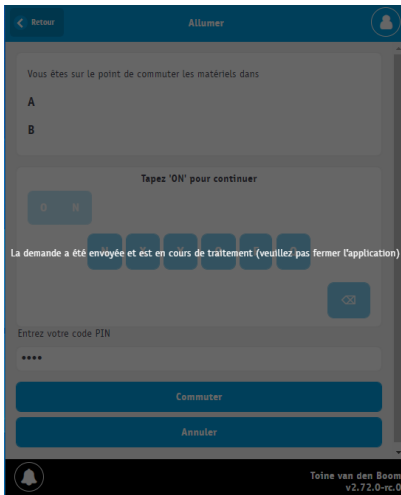 Retour
Allumer
Vous êtes sur le point de commuter les matériels dans
A
B
Tapez 'ON' pour continuer
O N
La demande a été envoyée et est en cours de traitement (veuillez pas fermer l'application)
Entrez votre code PIN
••••
Commuter
Annuler
Toine van den Boom
v2.72.0-rc.0